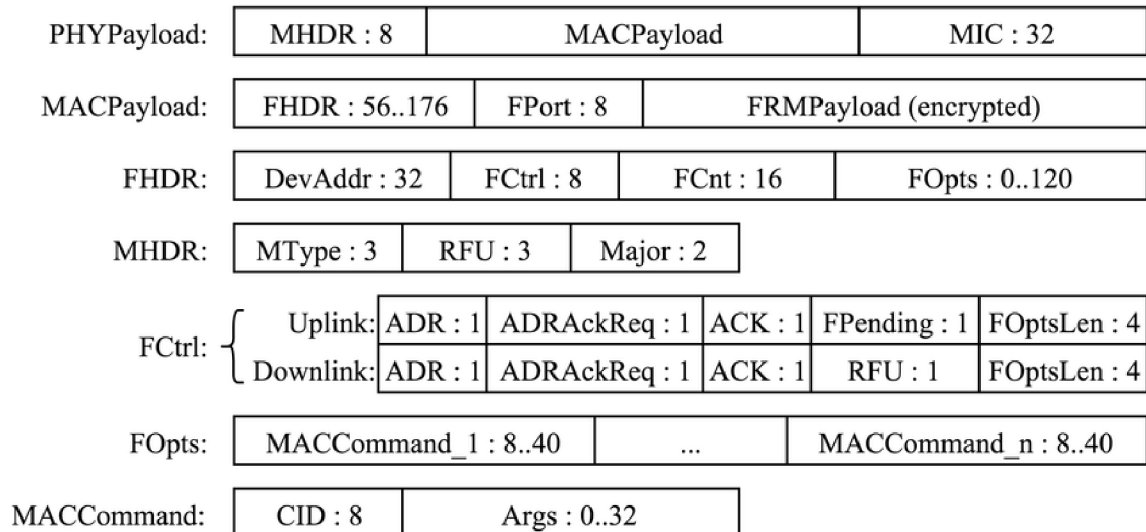 PHYPayload: MHDR : 8 MACPayload MIC : 32
MACPayload: FHDR : 56..176 FPort : 8 FRMPayload (encrypted)
FHDR: DevAddr : 32 FCtrl : 8 FCnt : 16 FOpts : 0..120
MHDR: MType : 3 RFU : 3 Major : 2
FCtrl:
Uplink: ADR : 1 ADRAckReq : 1 ACK : 1 FPending : 1 FOptsLen : 4
Downlink: ADR : 1 ADRAckReq : 1 ACK : 1 RFU : 1 FOptsLen : 4
FOpts: MACCommand_1 : 8..40 ... MACCommand_n : 8..40
MACCommand: CID : 8 Args : 0..32